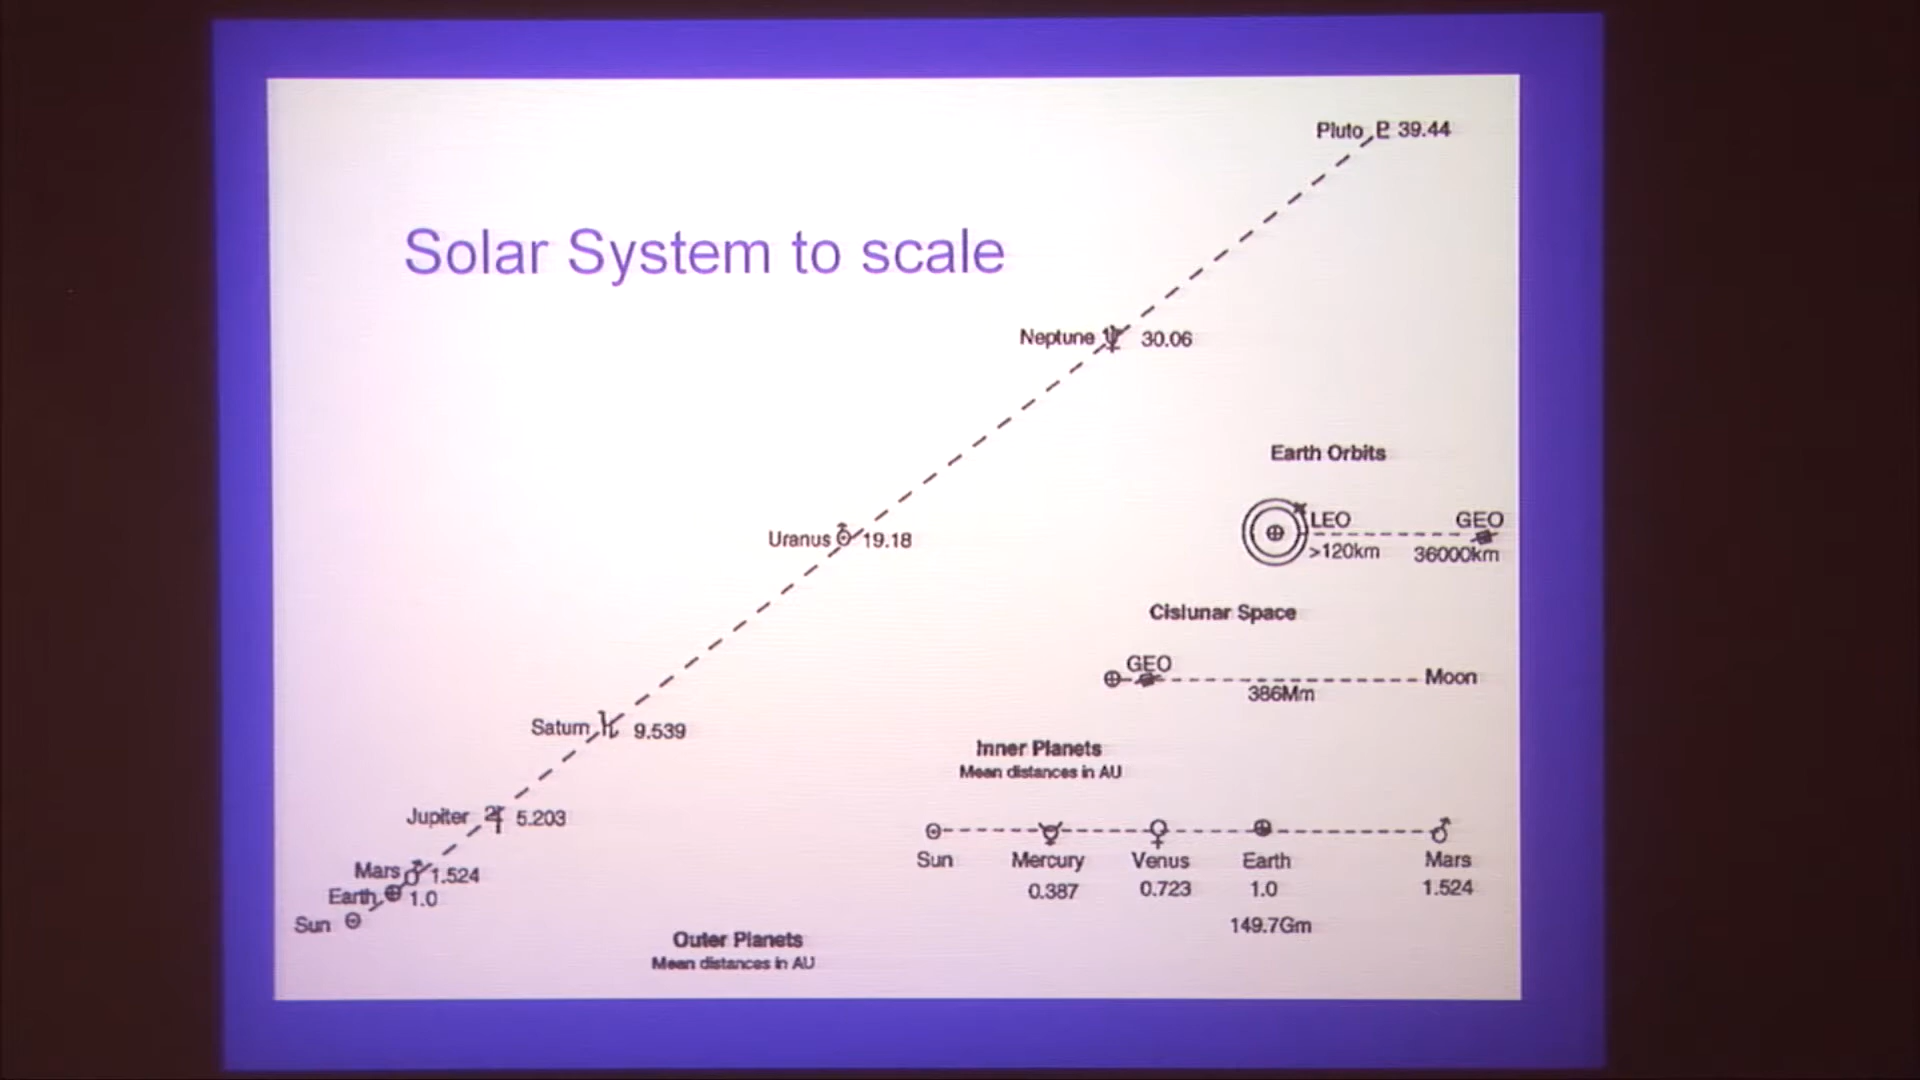 Pluto P 39.44
Solar System to scale
Neptune 30.06
Earth Orbits
LEO GEO
>120km 36000km
Uranus 19.18
Cislunar Space
GEO
Moon
386Mm
Saturn 9.539
Inner Planets
Mean distances in AU
Jupiter 5.203
Sun Mercury Venus Earth Mars
0.387 0.723 1.0 1.524
149.7Gm
Mars 1.524
Earth 1.0
Sun
Outer Planets
Mean distances in AU